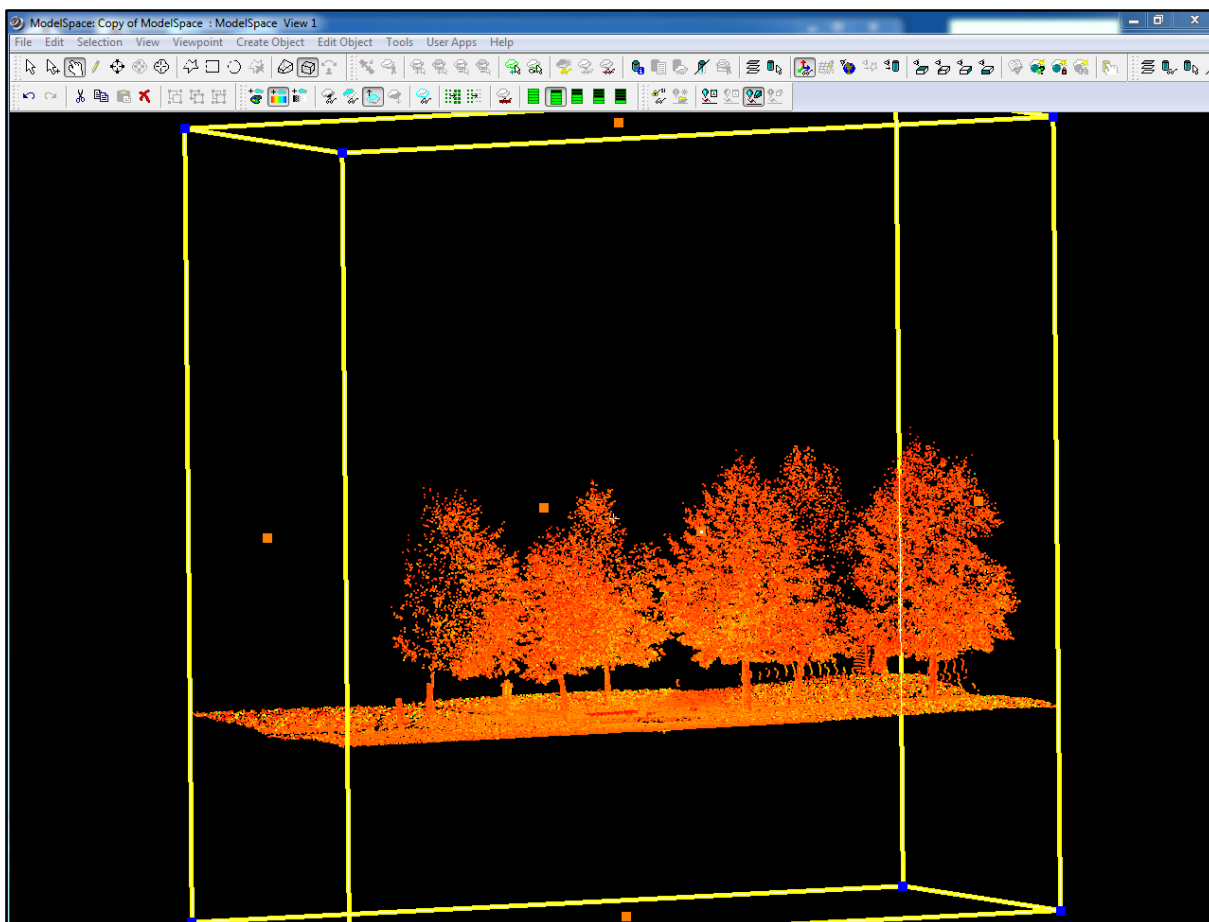 ModelSpace: Copy of ModelSpace : ModelSpace View 1
File Edit Selection View Viewpoint Create Object Edit Object Tools User Apps Help